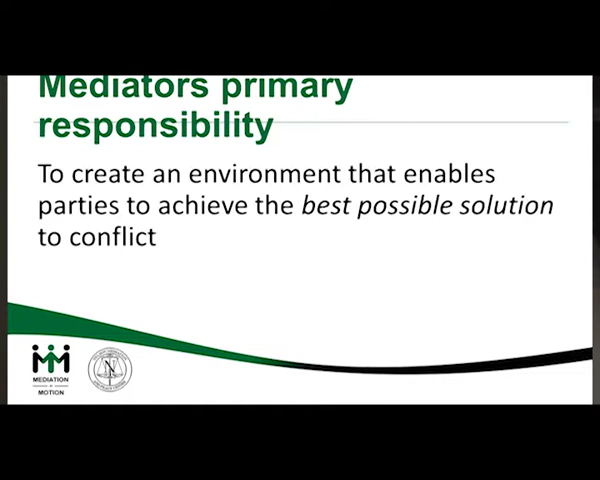 Mediators primary
responsibility
To create an environment that enables
parties to achieve the best possible solution
to conflict
MEDIATION
MOTION
N